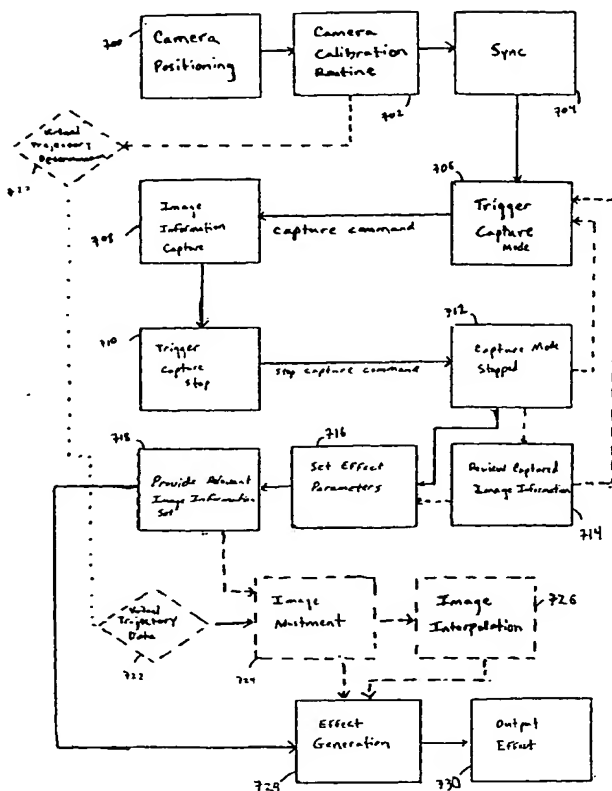 700
Camera
Positioning
Camera
Calibration
Routine
702
Sync
704
Virtual
Trajectory
722
706
Trigger
Capture
Mode
capture command
708
Image
Information
Capture
710
Trigger
Capture
Stop
stop capture command
712
Capture Mode
Stopped
718
Provide Relevant
Image Information
Set
716
Set Effect
Parameters
Review Captured
Image Information
714
Virtual
Trajectory
Data
722
Image
Adjustment
724
Image
Interpolation
726
Effect
Generation
728
Output
Effect
730